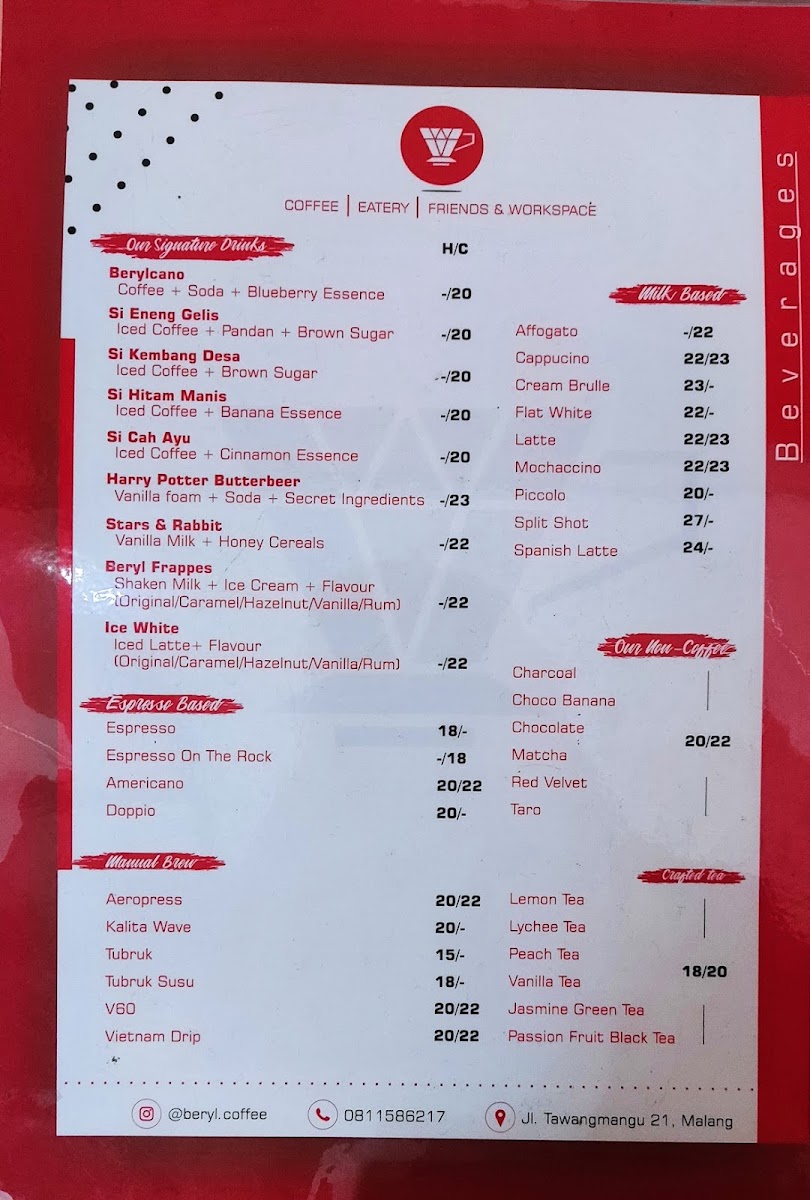 COFFEE | EATERY | FRIENDS & WORKSPACE
Beverages
Our Signature Drinks H/C
Berylcano
Coffee + Soda + Blueberry Essence -/20
Si Eneng Gelis
Iced Coffee + Pandan + Brown Sugar -/20
Si Kembang Desa
Iced Coffee + Brown Sugar -/20
Si Hitam Manis
Iced Coffee + Banana Essence -/20
Si Cah Ayu
Iced Coffee + Cinnamon Essence -/20
Harry Potter Butterbeer
Vanilla foam + Soda + Secret Ingredients -/23
Stars & Rabbit
Vanilla Milk + Honey Cereals -/22
Beryl Frappes
Shaken Milk + Ice Cream + Flavour
(Original/Caramel/Hazelnut/Vanilla/Rum) -/22
Ice White
Iced Latte+ Flavour
(Original/Caramel/Hazelnut/Vanilla/Rum) -/22
Espresso Based
Espresso 18/-
Espresso On The Rock -/18
Americano 20/22
Doppio 20/-
Manual Brew
Aeropress 20/22
Kalita Wave 20/-
Tubruk 15/-
Tubruk Susu 18/-
V60 20/22
Vietnam Drip 20/22
Milk Based
Affogato -/22
Cappucino 22/23
Cream Brulle 23/-
Flat White 22/-
Latte 22/23
Mochaccino 22/23
Piccolo 20/-
Split Shot 27/-
Spanish Latte 24/-
Our Non-Coffee
Charcoal
Choco Banana
Chocolate
20/22
Matcha
Red Velvet
Taro
Crafted tea
Lemon Tea
Lychee Tea
Peach Tea
18/20
Vanilla Tea
Jasmine Green Tea
Passion Fruit Black Tea
@beryl.coffee 0811586217 Jl. Tawangmangu 21, Malang